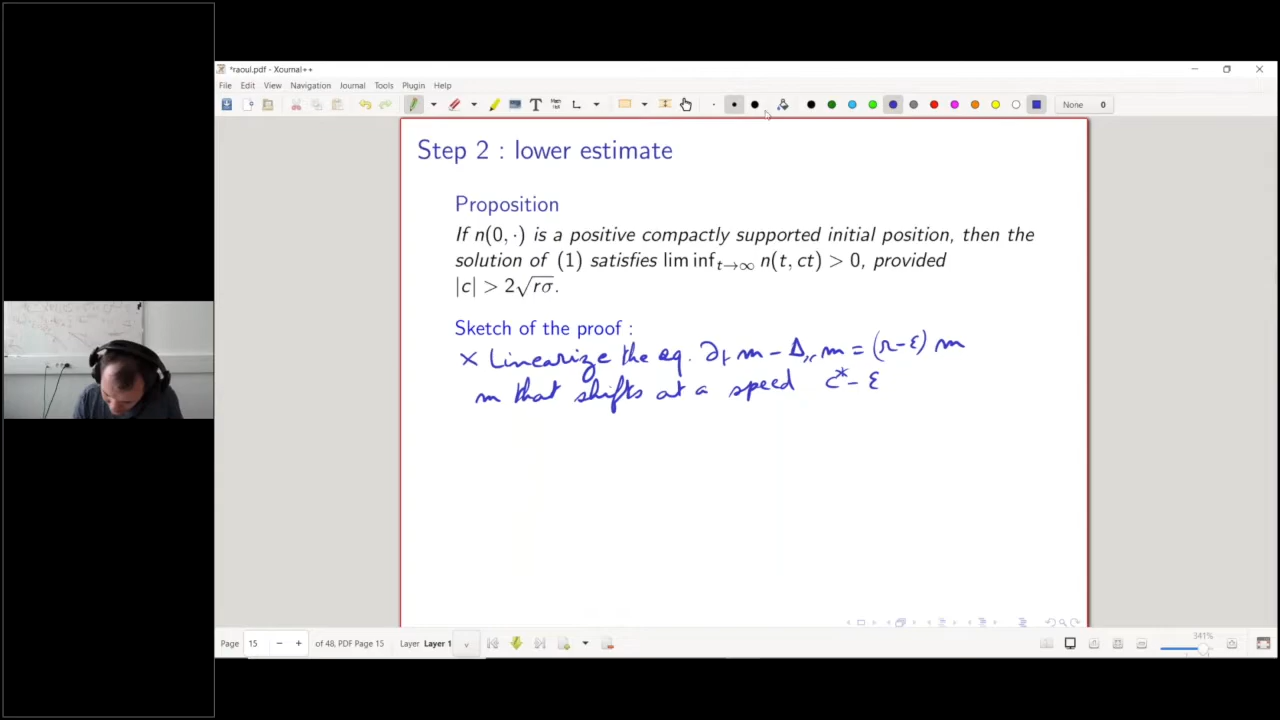 *raoul.pdf - Xournal++
File Edit View Navigation Journal Tools Plugin Help
None 0
Step 2 : lower estimate
Proposition
If n(0, ·) is a positive compactly supported initial position, then the
solution of (1) satisfies lim inf_{t→∞} n(t, ct) > 0, provided
|c| > 2√rσ.
Sketch of the proof :
× Linearize the eq. ∂_t m − Δ_x m = (r−ε) m
m that shifts at a speed c* − ε
341%
Page 15 − + of 48, PDF Page 15 Layer Layer 1